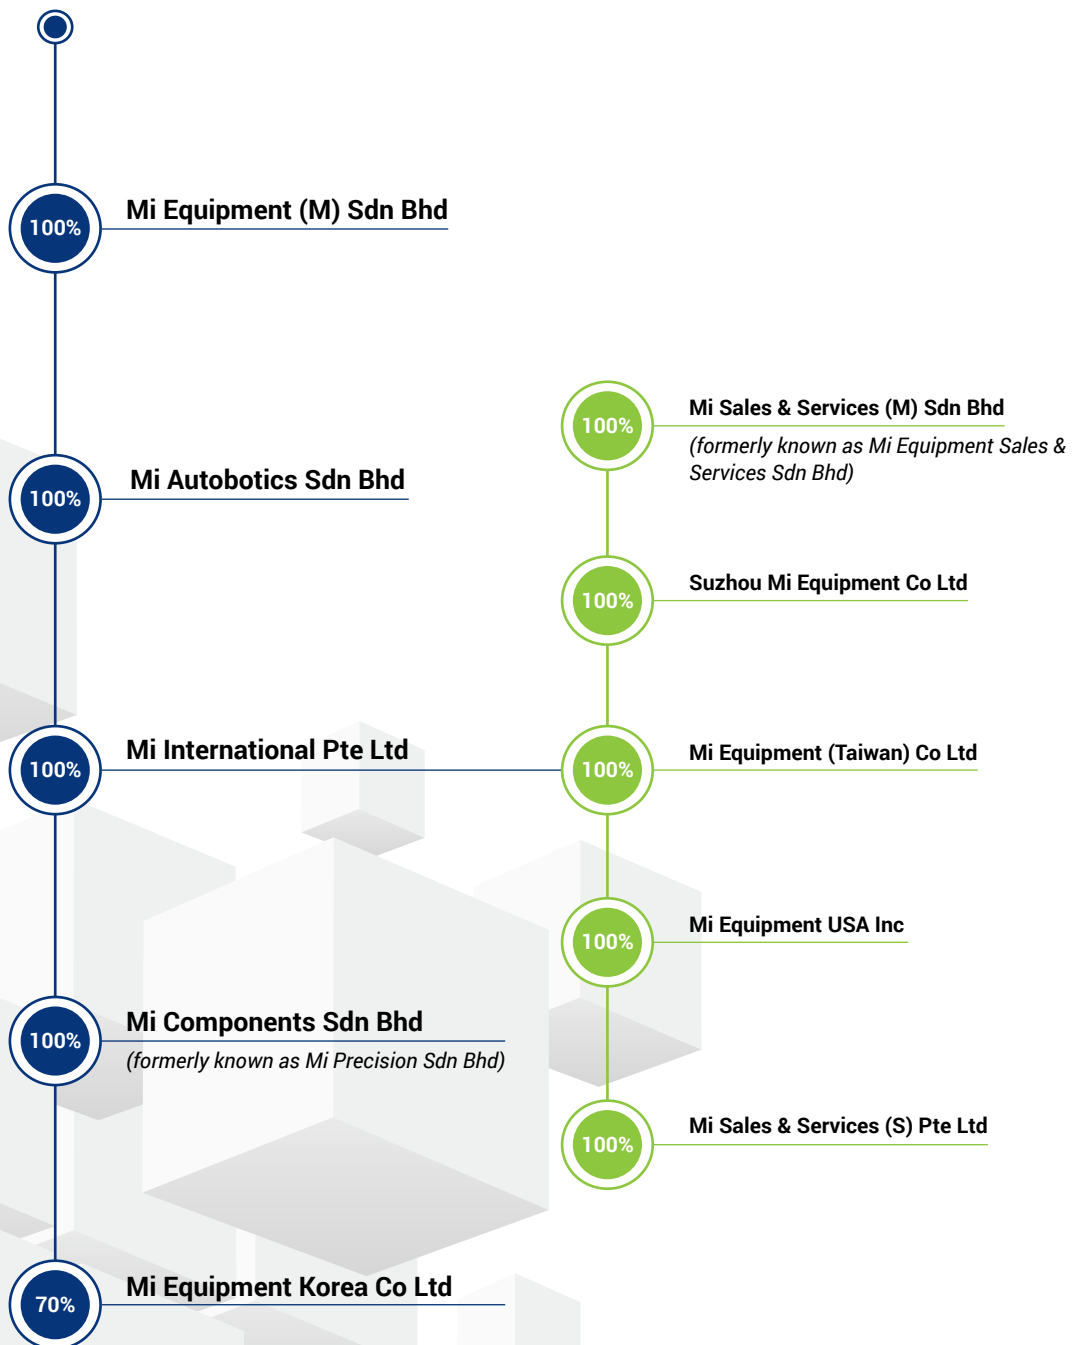 100%
Mi Equipment (M) Sdn Bhd
100%
Mi Autobotics Sdn Bhd
100%
Mi International Pte Ltd
100%
Mi Components Sdn Bhd
(formerly known as Mi Precision Sdn Bhd)
70%
Mi Equipment Korea Co Ltd
100%
Mi Sales & Services (M) Sdn Bhd
(formerly known as Mi Equipment Sales &
Services Sdn Bhd)
100%
Suzhou Mi Equipment Co Ltd
100%
Mi Equipment (Taiwan) Co Ltd
100%
Mi Equipment USA Inc
100%
Mi Sales & Services (S) Pte Ltd